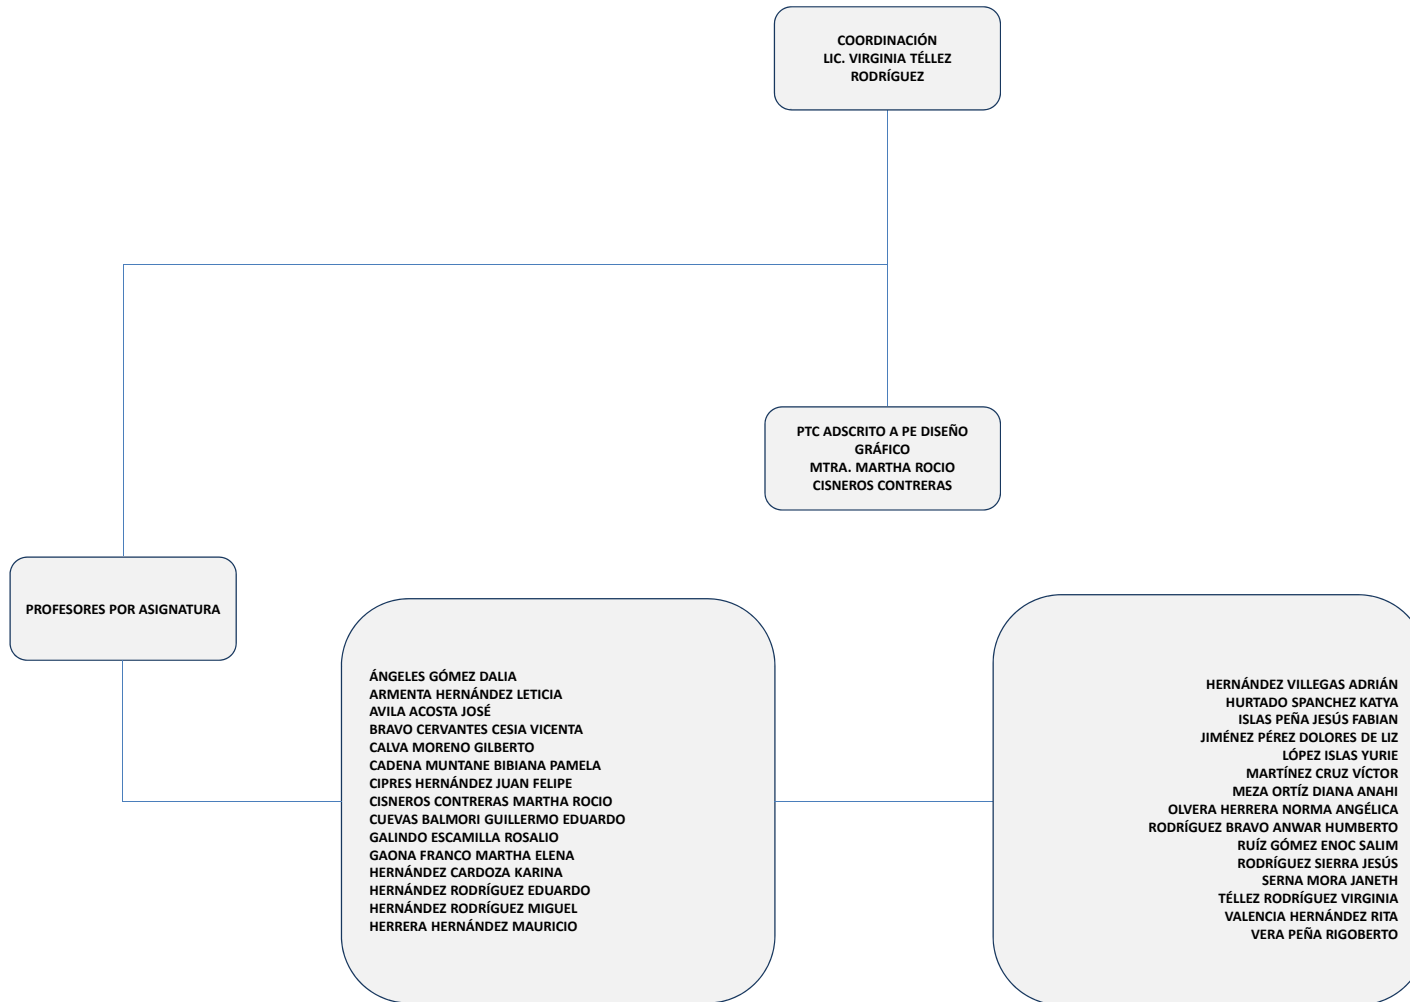 COORDINACIÓN
LIC. VIRGINIA TÉLLEZ
RODRÍGUEZ
PTC ADSCRITO A PE DISEÑO
GRÁFICO
MTRA. MARTHA ROCIO
CISNEROS CONTRERAS
PROFESORES POR ASIGNATURA
ÁNGELES GÓMEZ DALIA
ARMENTA HERNÁNDEZ LETICIA
AVILA ACOSTA JOSÉ
BRAVO CERVANTES CESIA VICENTA
CALVA MORENO GILBERTO
CADENA MUNTANE BIBIANA PAMELA
CIPRES HERNÁNDEZ JUAN FELIPE
CISNEROS CONTRERAS MARTHA ROCIO
CUEVAS BALMORI GUILLERMO EDUARDO
GALINDO ESCAMILLA ROSALIO
GAONA FRANCO MARTHA ELENA
HERNÁNDEZ CARDOZA KARINA
HERNÁNDEZ RODRÍGUEZ EDUARDO
HERNÁNDEZ RODRÍGUEZ MIGUEL
HERRERA HERNÁNDEZ MAURICIO
HERNÁNDEZ VILLEGAS ADRIÁN
HURTADO SPANCHEZ KATYA
ISLAS PEÑA JESÚS FABIAN
JIMÉNEZ PÉREZ DOLORES DE LIZ
LÓPEZ ISLAS YURIE
MARTÍNEZ CRUZ VÍCTOR
MEZA ORTÍZ DIANA ANAHI
OLVERA HERRERA NORMA ANGÉLICA
RODRÍGUEZ BRAVO ANWAR HUMBERTO
RUÍZ GÓMEZ ENOC SALIM
RODRÍGUEZ SIERRA JESÚS
SERNA MORA JANETH
TÉLLEZ RODRÍGUEZ VIRGINIA
VALENCIA HERNÁNDEZ RITA
VERA PEÑA RIGOBERTO